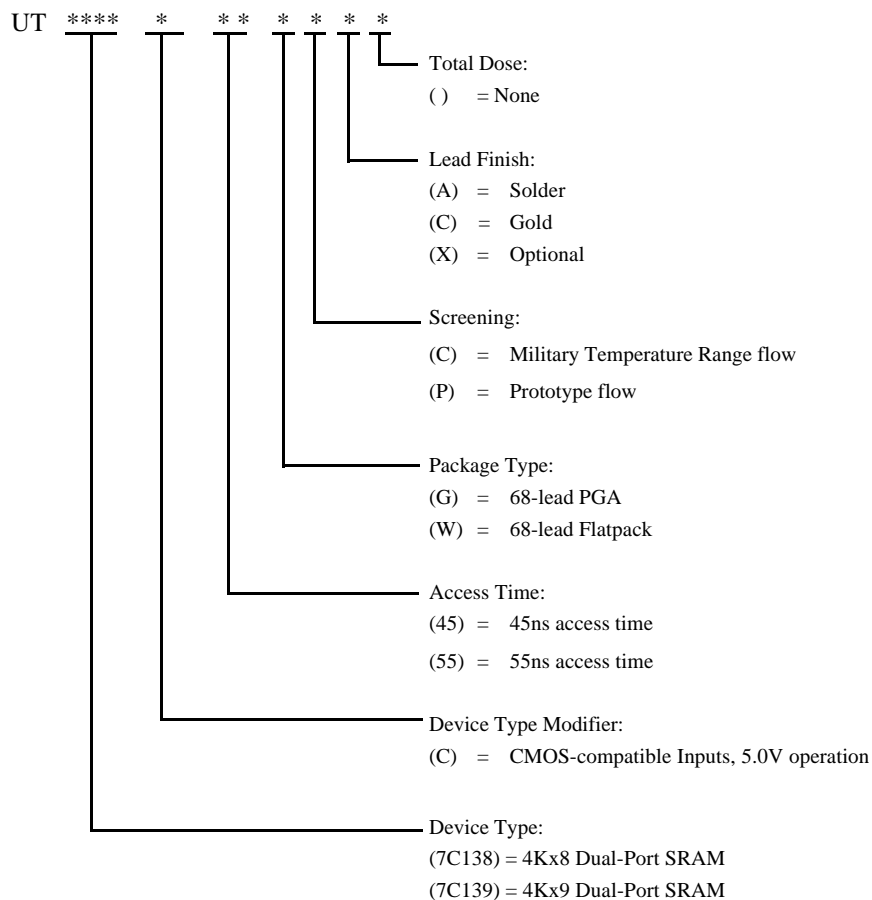 UT **** * * * * * * *
Total Dose:
( ) = None
Lead Finish:
(A) = Solder
(C) = Gold
(X) = Optional
Screening:
(C) = Military Temperature Range flow
(P) = Prototype flow
Package Type:
(G) = 68-lead PGA
(W) = 68-lead Flatpack
Access Time:
(45) = 45ns access time
(55) = 55ns access time
Device Type Modifier:
(C) = CMOS-compatible Inputs, 5.0V operation
Device Type:
(7C138) = 4Kx8 Dual-Port SRAM
(7C139) = 4Kx9 Dual-Port SRAM